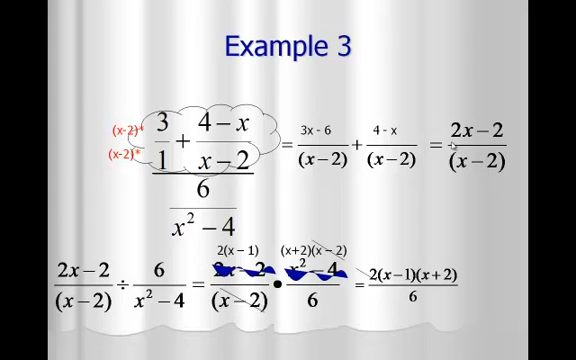 Example 3
(x-2)* 3/1 (x-2)* + (4 – x)/(x – 2) = (3x - 6)/(x – 2) + (4 - x)/(x – 2) = (2x – 2)/(x – 2)
6/(x² – 4)
(2x – 2)/(x – 2) ÷ 6/(x² – 4) = 2(x – 1) (2x – 2)/(x – 2) • (x+2)(x – 2) (x² – 4)/6 = 2(x – 1)(x + 2)/6